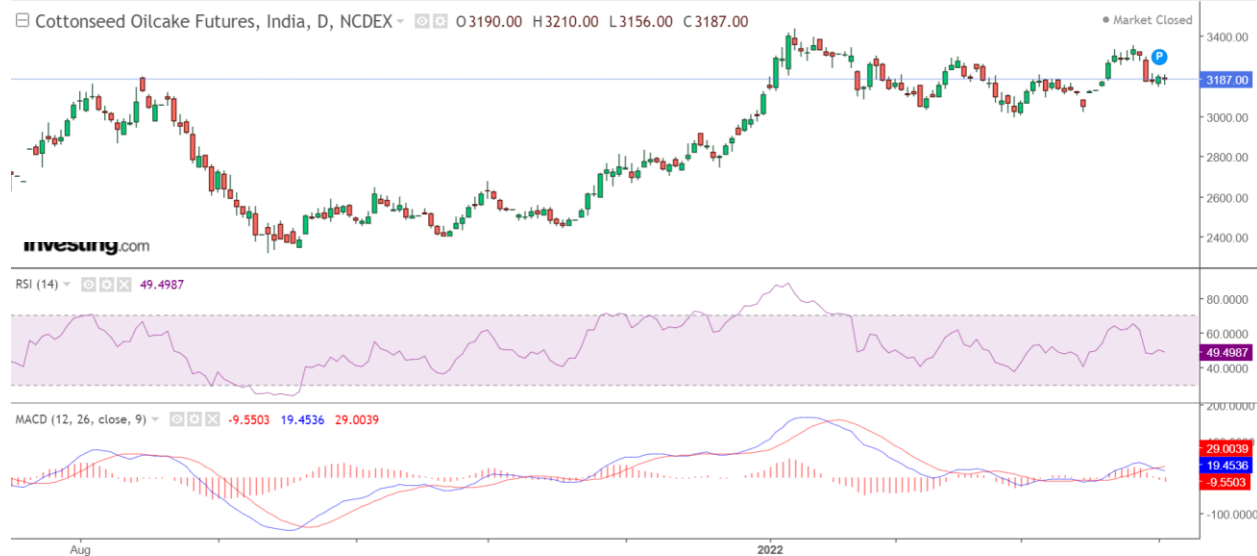 Cottonseed Oilcake Futures, India, D, NCDEX O3190.00 H3210.00 L3156.00 C3187.00
Market Closed
3400.00
P
3187.00
3000.00
2800.00
2600.00
2400.00
Investing.com
RSI (14) 49.4987
80.0000
60.0000
49.4987
40.0000
MACD (12, 26, close, 9) -9.5503 19.4536 29.0039
200.0000
29.0039
19.4536
-9.5503
-100.0000
Aug 2022